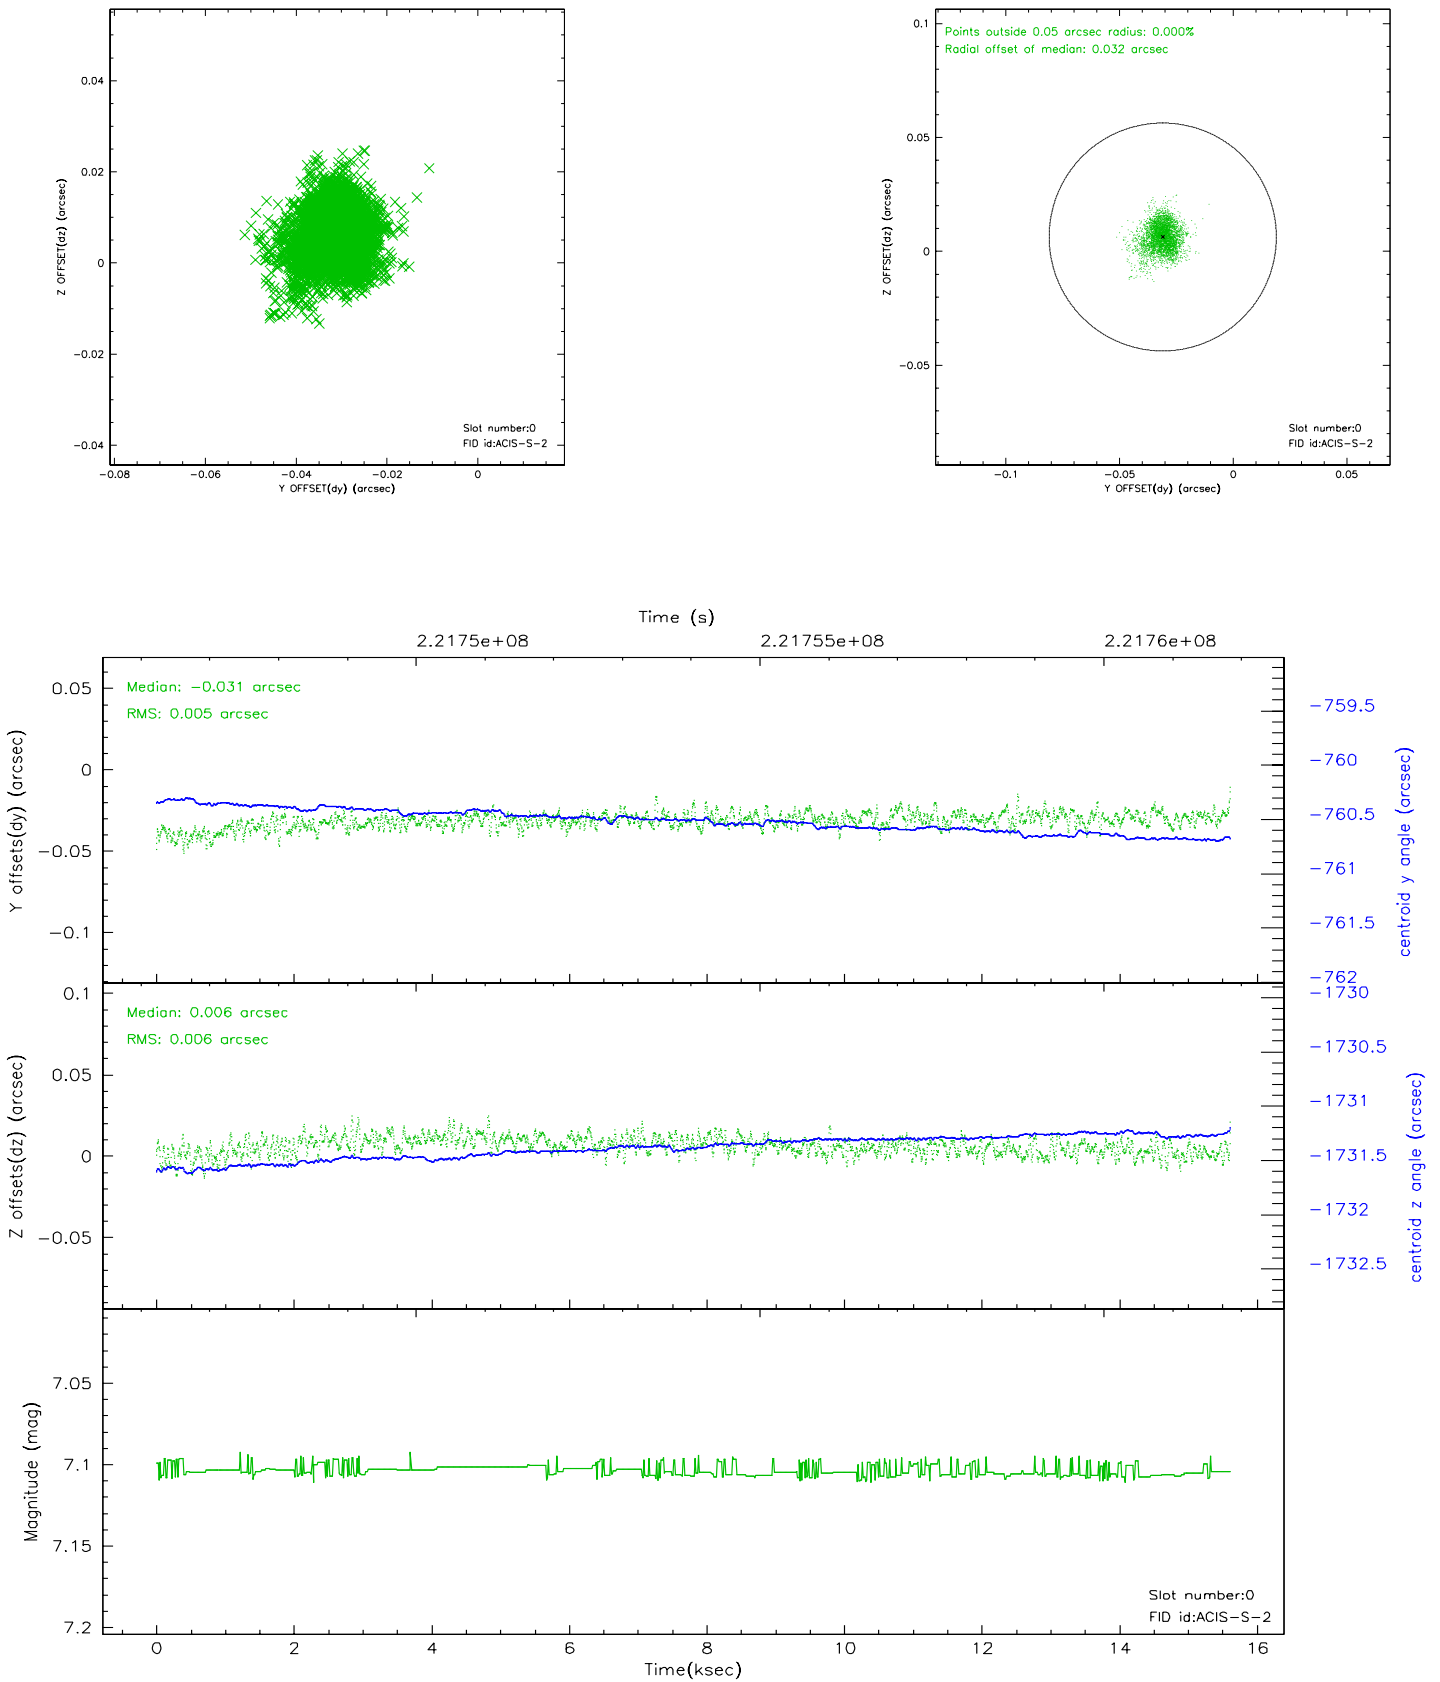 0.04
0.02
0
−0.02
−0.04
Z OFFSET(dz) (arcsec)
Slot number:0
FID id:ACIS−S−2
−0.08 −0.06 −0.04 −0.02 0
Y OFFSET(dy) (arcsec)
Points outside 0.05 arcsec radius: 0.000%
Radial offset of median: 0.032 arcsec
0.1
0.05
0
−0.05
Z OFFSET(dz) (arcsec)
Slot number:0
FID id:ACIS−S−2
−0.1 −0.05 0 0.05
Y OFFSET(dy) (arcsec)
Time (s)
2.2175e+08 2.21755e+08 2.2176e+08
Median: −0.031 arcsec
RMS: 0.005 arcsec
0.05
0
−0.05
−0.1
Y offsets(dy) (arcsec)
−759.5
−760
−760.5
−761
−761.5
−762
centroid y angle (arcsec)
Median: 0.006 arcsec
RMS: 0.006 arcsec
0.1
0.05
0
−0.05
Z offsets(dz) (arcsec)
−1730
−1730.5
−1731
−1731.5
−1732
−1732.5
centroid z angle (arcsec)
7.05
7.1
7.15
7.2
Magnitude (mag)
Slot number:0
FID id:ACIS−S−2
0 2 4 6 8 10 12 14 16
Time(ksec)